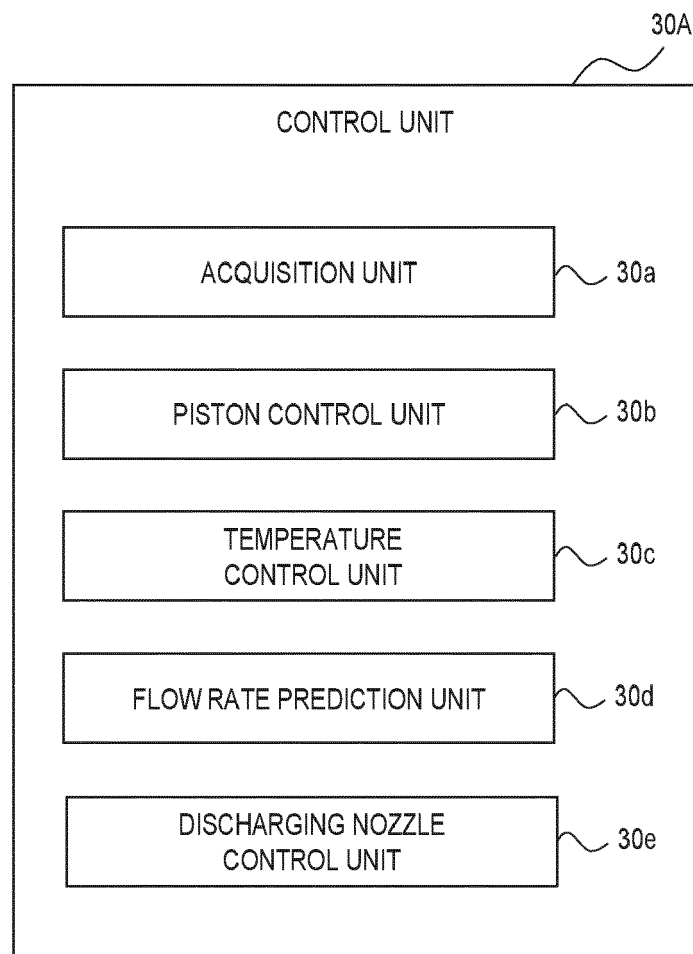 30A
CONTROL UNIT
ACQUISITION UNIT
30a
PISTON CONTROL UNIT
30b
TEMPERATURE
CONTROL UNIT
30c
FLOW RATE PREDICTION UNIT
30d
DISCHARGING NOZZLE
CONTROL UNIT
30e